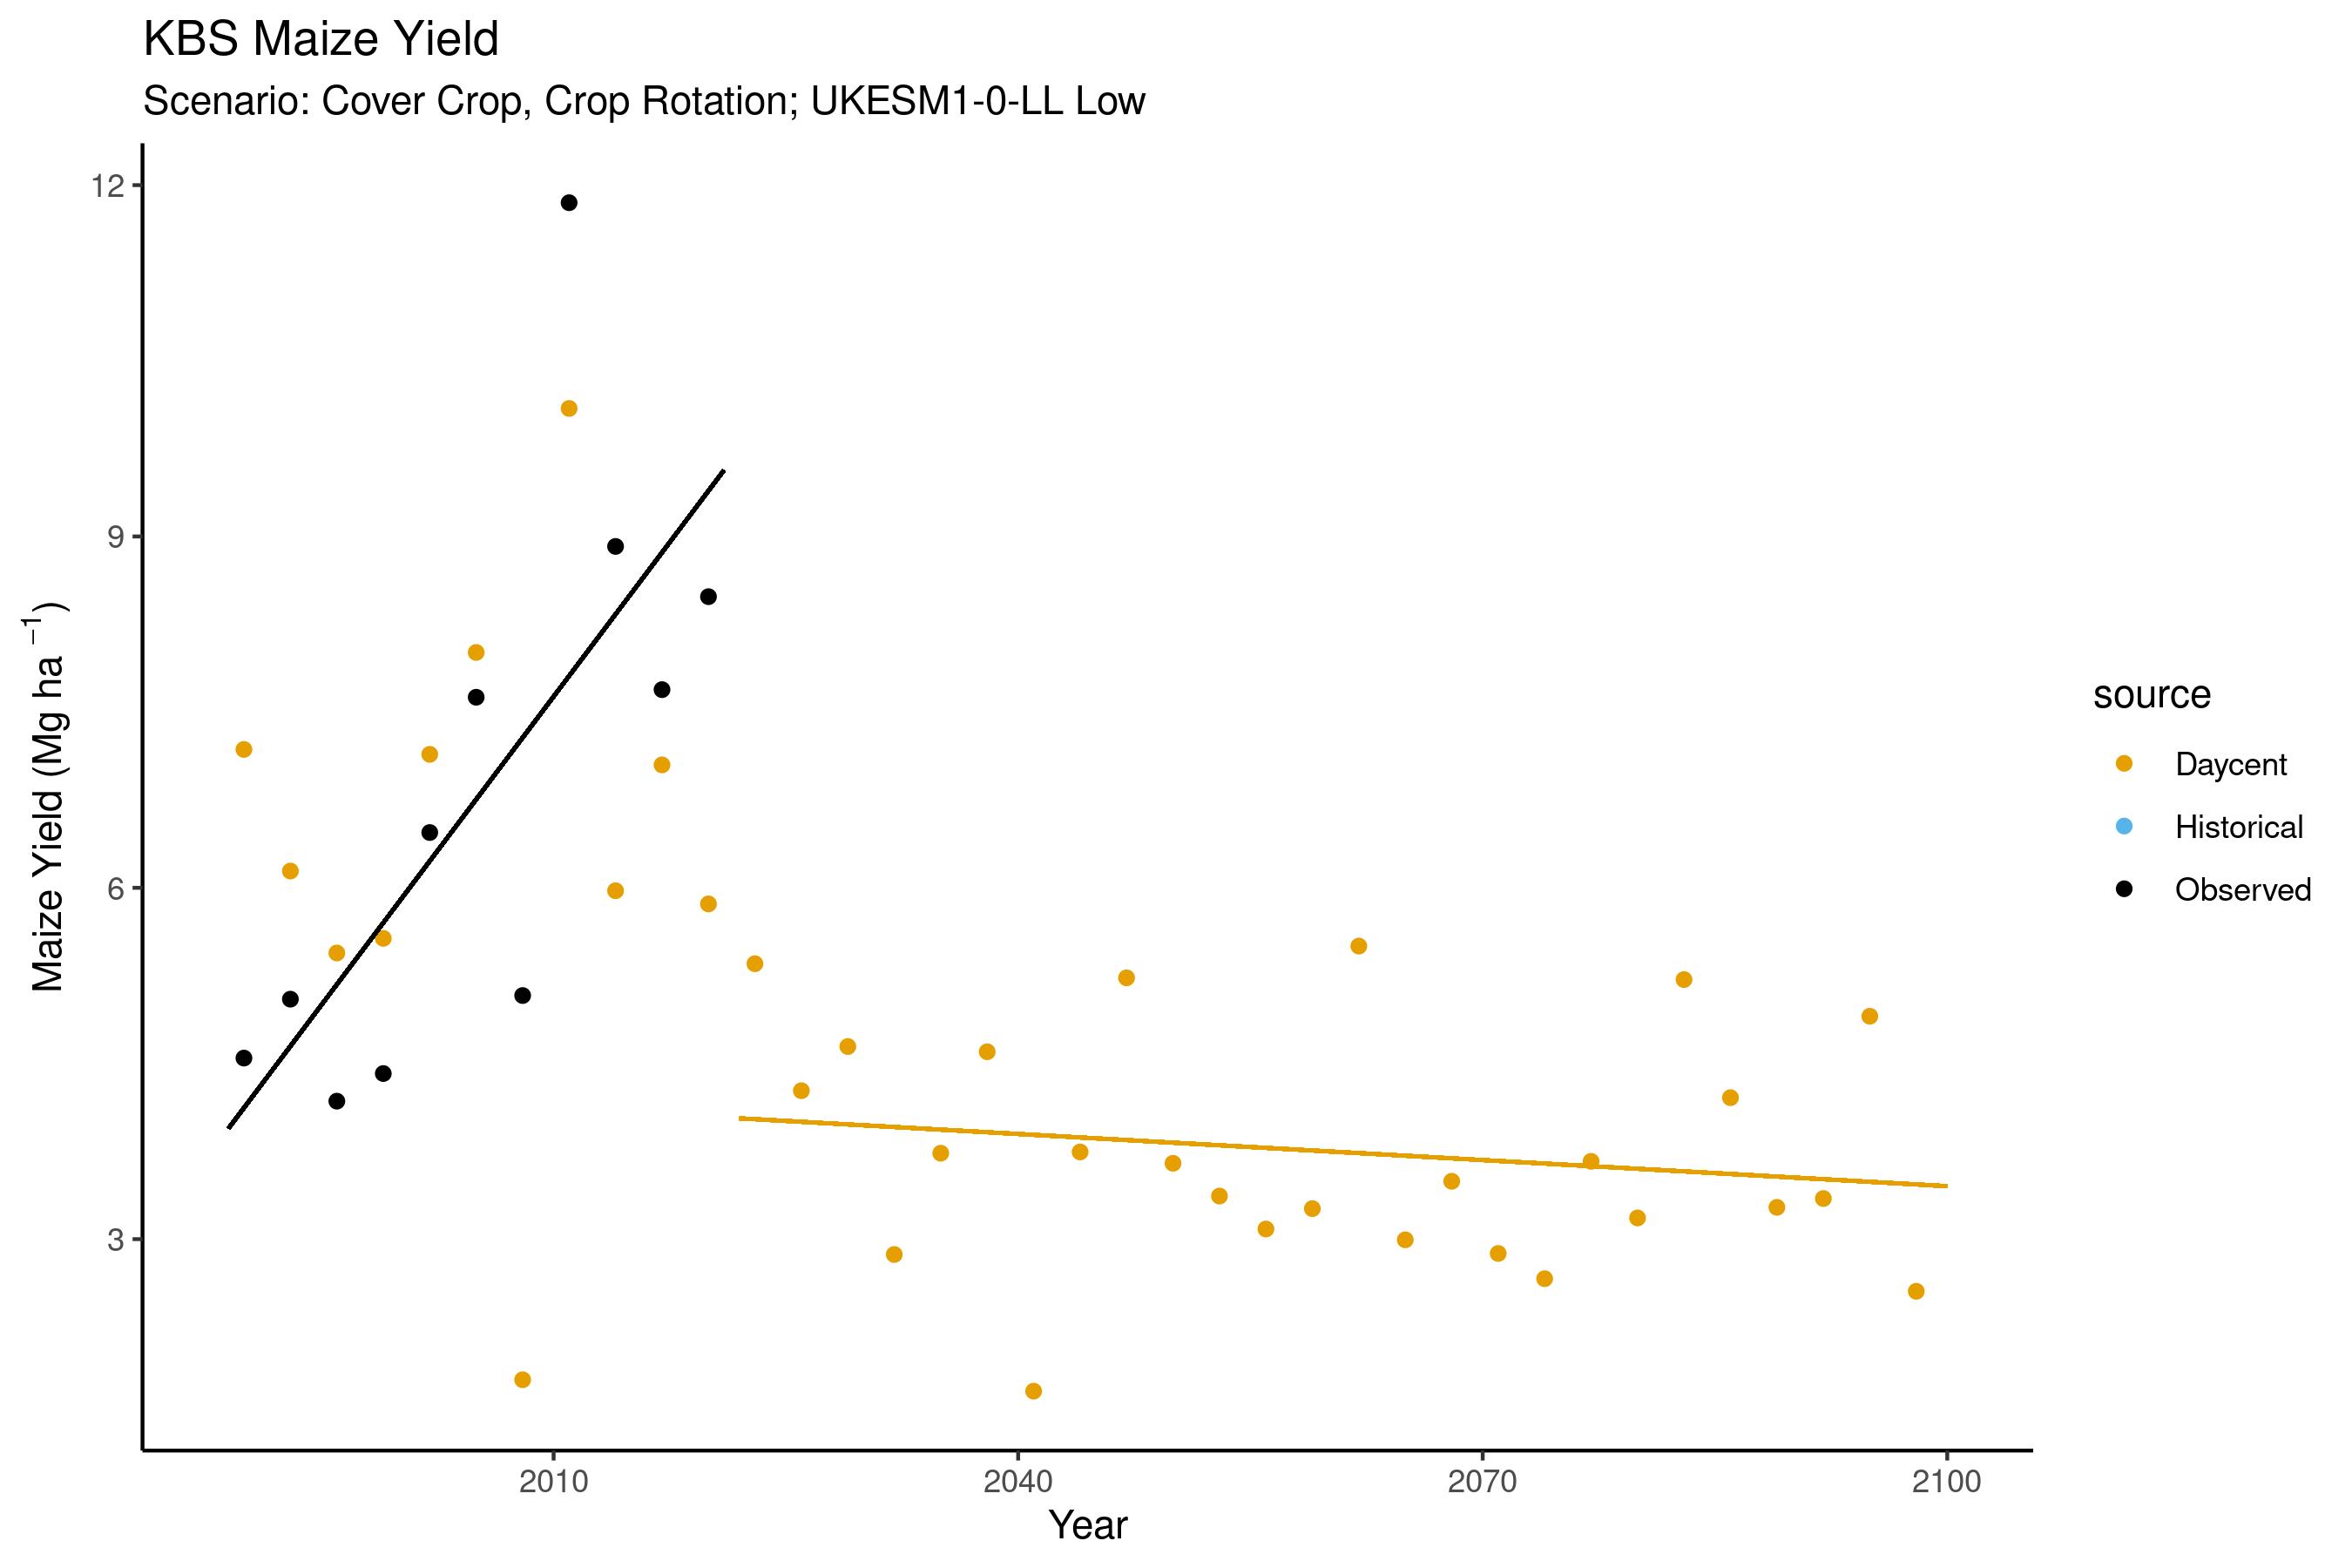 KBS Maize Yield
Scenario: Cover Crop, Crop Rotation; UKESM1-0-LL Low
12
9
6
3
Maize Yield (Mg ha⁻¹)
2010 2040 2070 2100
Year
source
Daycent
Historical
Observed